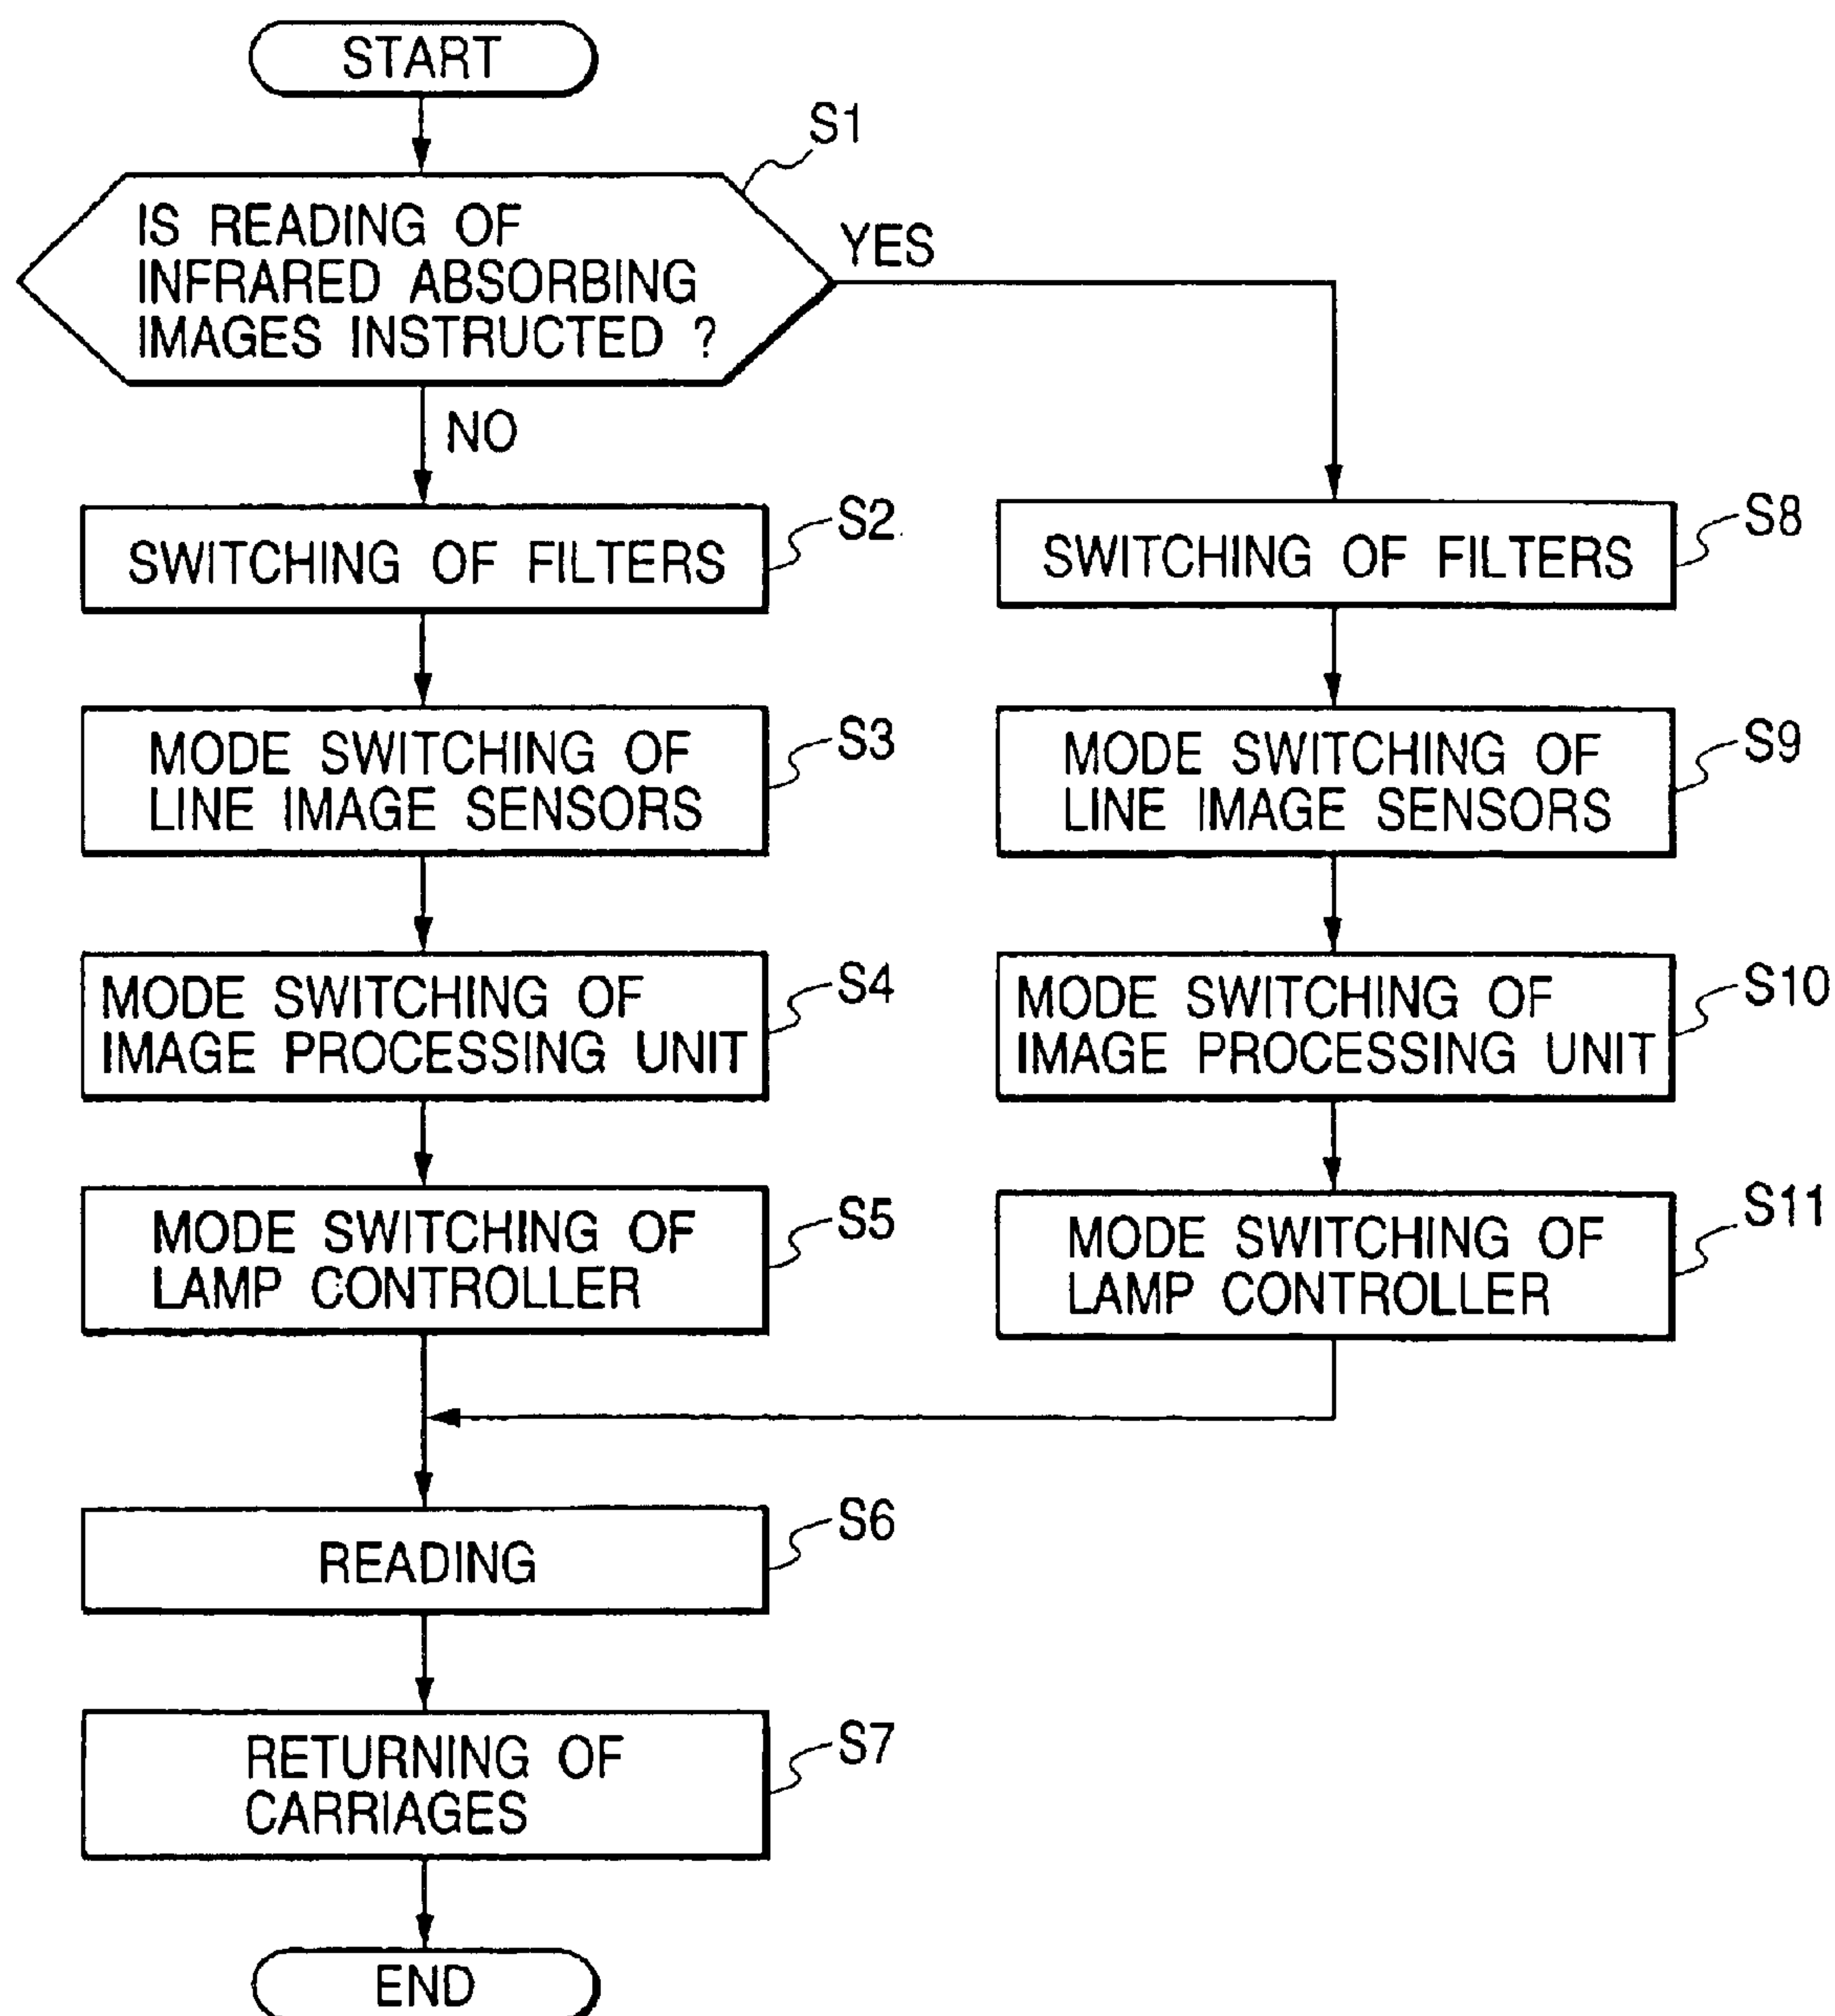 START
S1
IS READING OF
INFRARED ABSORBING
IMAGES INSTRUCTED ?
YES
NO
SWITCHING OF FILTERS
S2
MODE SWITCHING OF
LINE IMAGE SENSORS
S3
MODE SWITCHING OF
IMAGE PROCESSING UNIT
S4
MODE SWITCHING OF
LAMP CONTROLLER
S5
SWITCHING OF FILTERS
S8
MODE SWITCHING OF
LINE IMAGE SENSORS
S9
MODE SWITCHING OF
IMAGE PROCESSING UNIT
S10
MODE SWITCHING OF
LAMP CONTROLLER
S11
READING
S6
RETURNING OF
CARRIAGES
S7
END